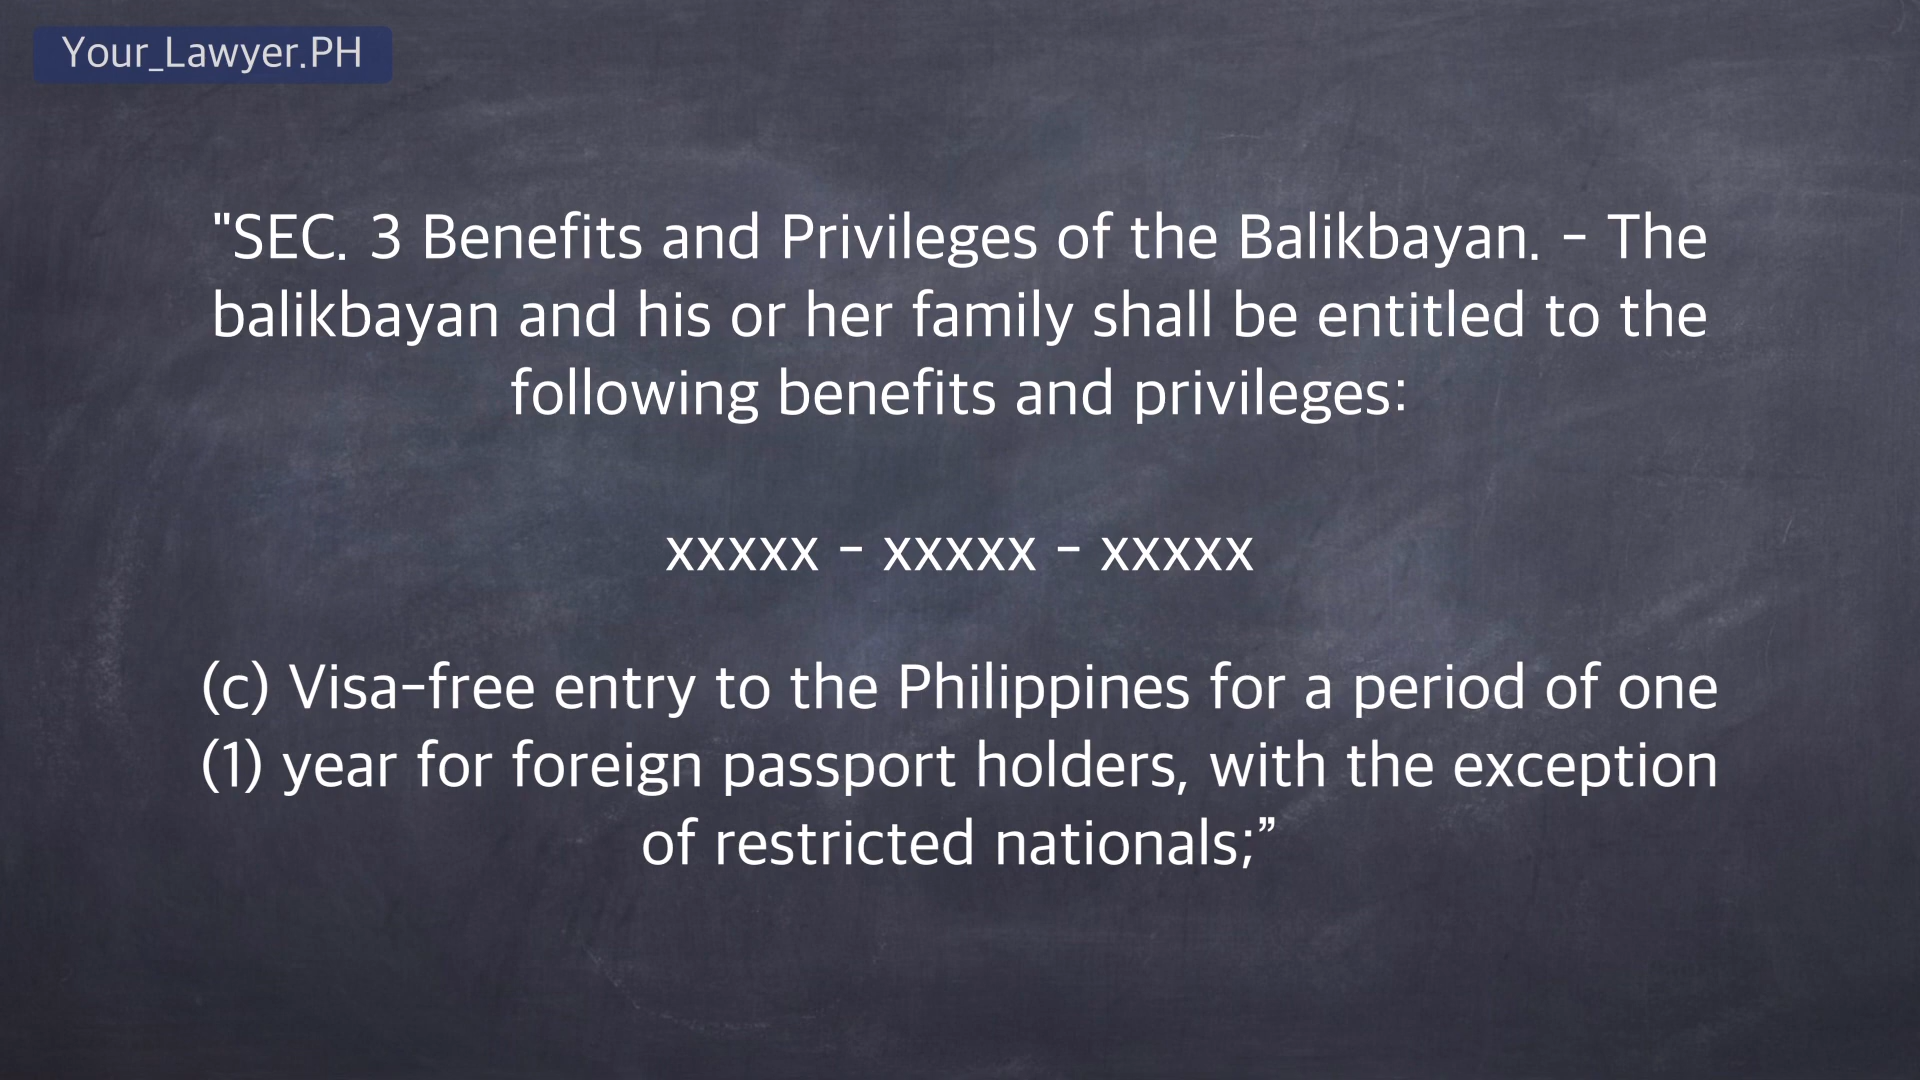 Your_Lawyer.PH
"SEC. 3 Benefits and Privileges of the Balikbayan. - The
balikbayan and his or her family shall be entitled to the
following benefits and privileges:
xxxxx - xxxxx - xxxxx
(c) Visa-free entry to the Philippines for a period of one
(1) year for foreign passport holders, with the exception
of restricted nationals;”